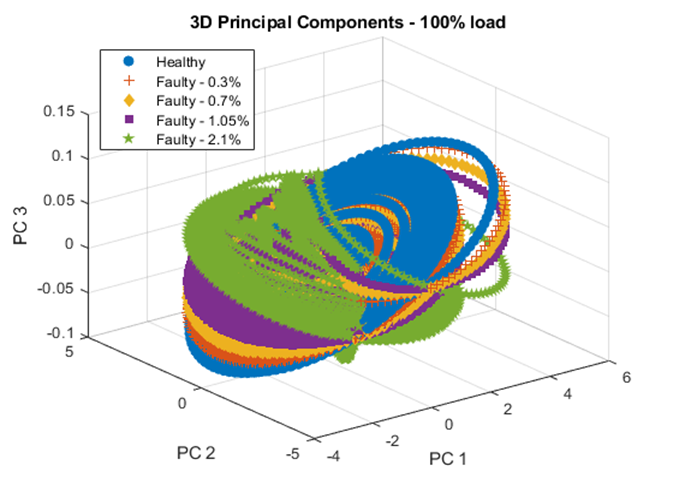 3D Principal Components - 100% load
Healthy
Faulty - 0.3%
Faulty - 0.7%
Faulty - 1.05%
Faulty - 2.1%
0.15
0.1
0.05
0
-0.05
-0.1
PC 3
5
0
-5
PC 2
-4
-2
0
2
4
6
PC 1